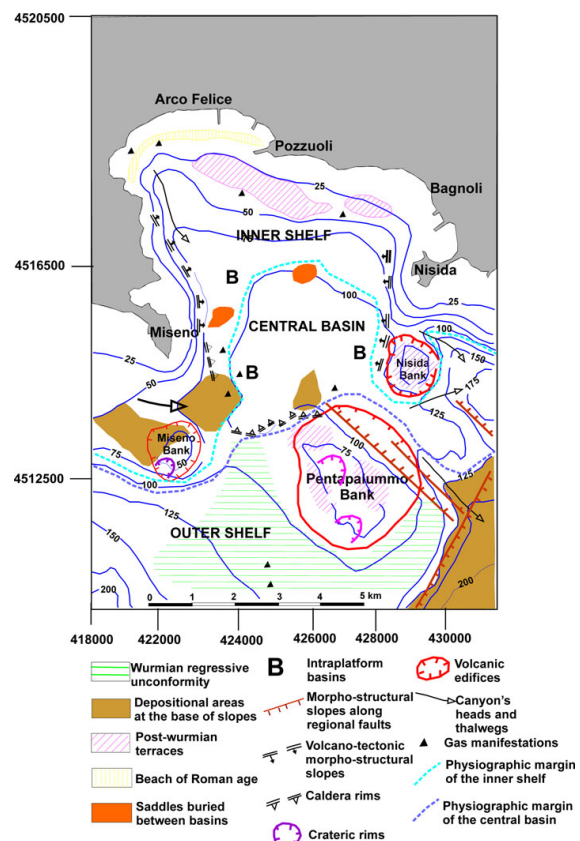 4520500
Arco Felice
Pozzuoli
Bagnoli
25
50
75
INNER SHELF
4516500
B
Nisida
100
25
Miseno
CENTRAL BASIN
B
100
150
25
Nisida
Bank
B
175
50
125
Miseno
Bank
50
100
75
75
Pentapalummo
Bank
4512500
100
125
125
OUTER SHELF
150
200
200
0 1 2 3 4 5 km
418000 422000 424000 426000 428000 430000
Wurmian regressive
unconformity
Depositional areas
at the base of slopes
Post-wurmian
terraces
Beach of Roman age
Saddles buried
between basins
B
Intraplatform
basins
Morpho-structural
slopes along
regional faults
Volcano-tectonic
morpho-structural
slopes
Caldera rims
Crateric rims
Volcanic
edifices
Canyon's
heads and
thalwegs
Gas manifestations
Physiographic margin
of the inner shelf
Physiographic margin
of the central basin